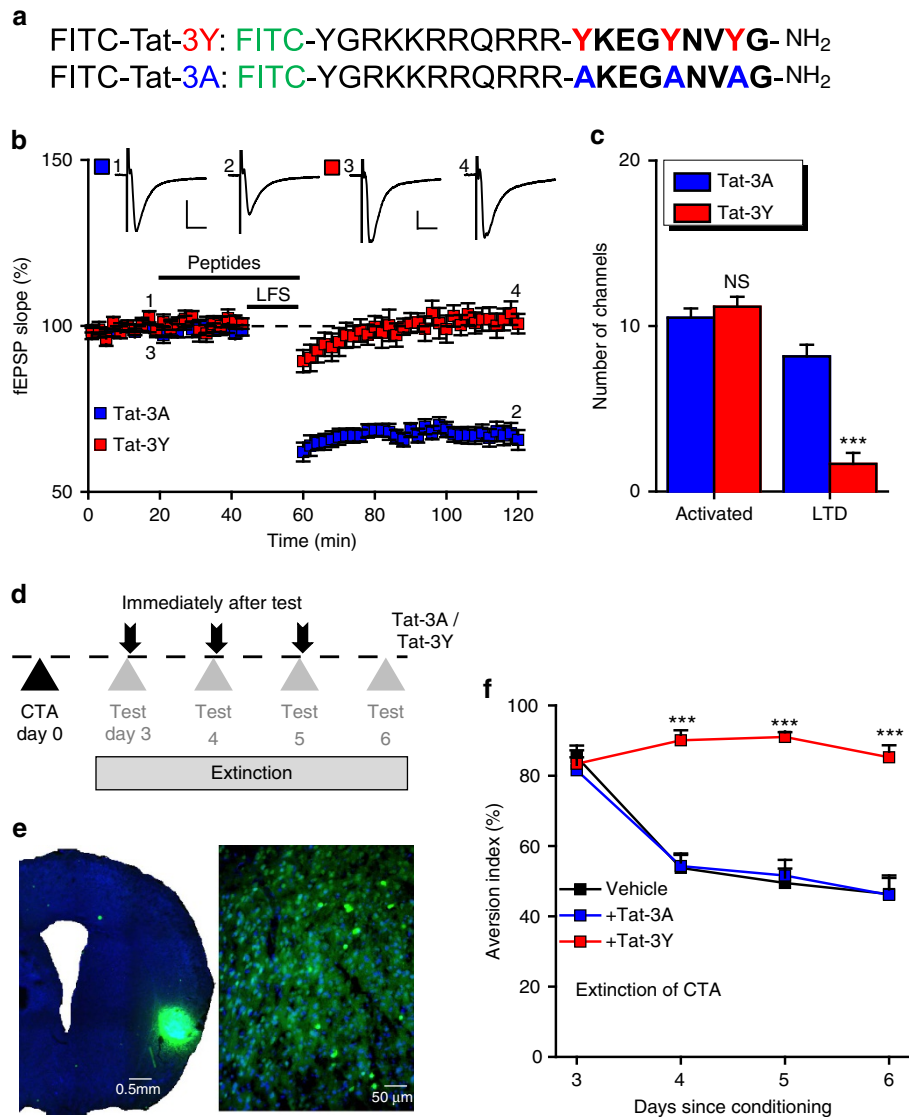 a
FITC-Tat-3Y: FITC-YGRKKRRQRRR-YKEGYNVYG-NH2
FITC-Tat-3A: FITC-YGRKKRRQRRR-AKEGANVAG-NH2
b
150
100
50
fEPSP slope (%)
1
2
3
4
Peptides
LFS
1
3
4
2
Tat-3A
Tat-3Y
0 20 40 60 80 100 120
Time (min)
c
20
10
0
Number of channels
Tat-3A
Tat-3Y
NS
***
Activated LTD
d
Immediately after test
Tat-3A /
Tat-3Y
CTA
day 0
Test
day 3
Test
4
Test
5
Test
6
Extinction
e
0.5mm
50 µm
f
100
80
60
40
20
0
Aversion index (%)
*** *** ***
Vehicle
+Tat-3A
+Tat-3Y
Extinction of CTA
3 4 5 6
Days since conditioning